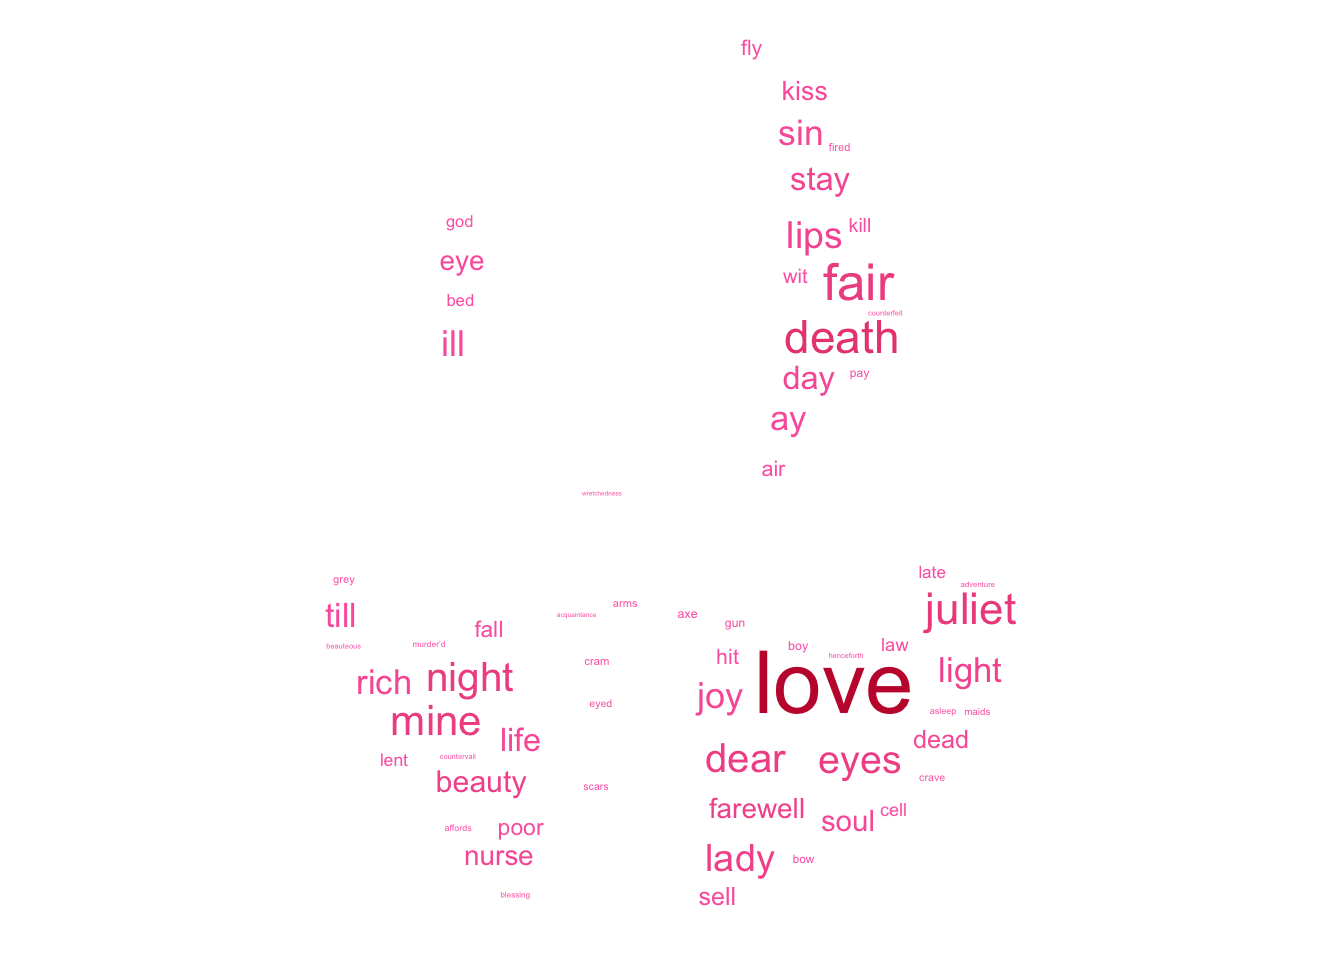 fly
kiss
sin
fired
stay
god
lips kill
eye
wit fair
bed
counterfeit
ill
death
day pay
ay
air
wretchedness
late
grey
adventure
arms
juliet
till
acquaintance
axe
gun
fall
beauteous
murder'd
boy
law
henceforth
hit
cram
light
rich night
love
joy
eyed
asleep maids
mine
life
dead
lent
countervail
dear
eyes
crave
beauty
scars
farewell
cell
soul
affords
poor
nurse
lady
bow
blessing
sell